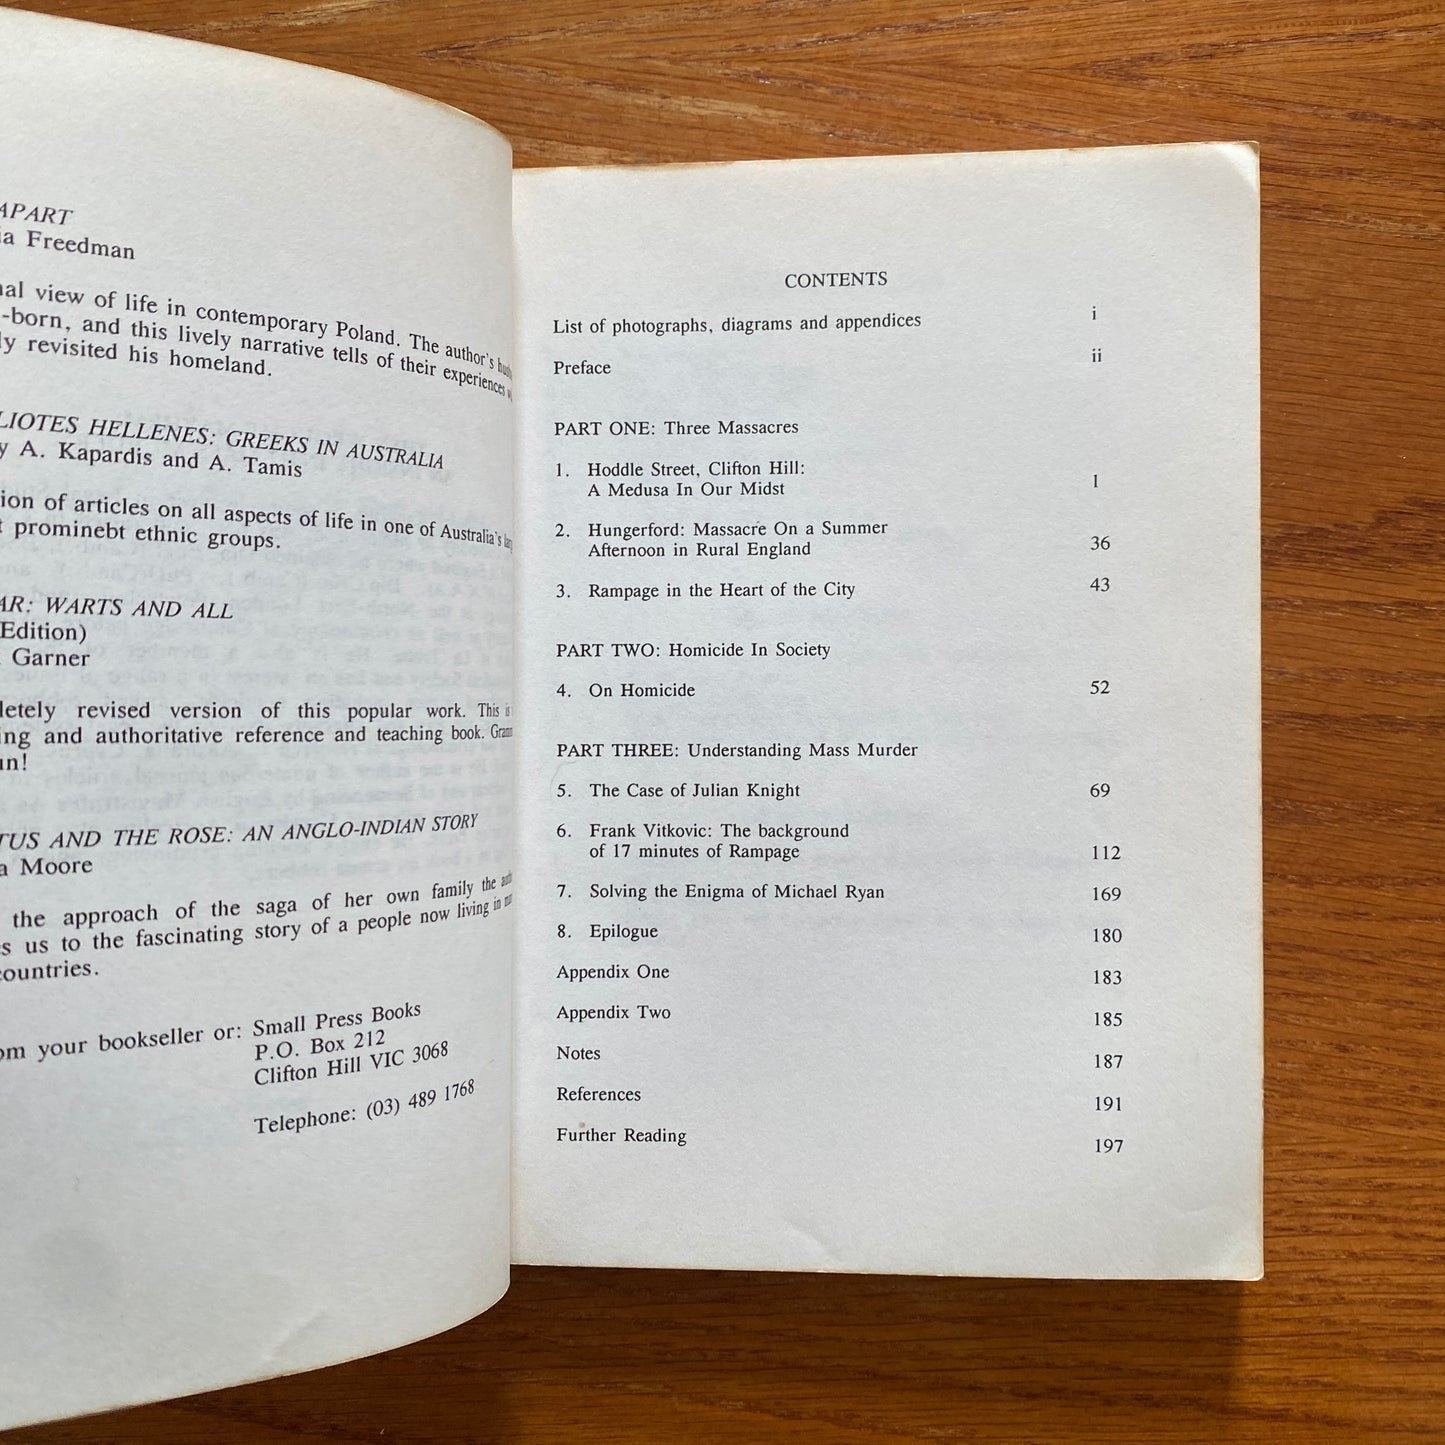 APART
ia Freedman
nal view of life in contemporary Poland. The author's
-born, and this lively narrative tells of their experiences
ly revisited his homeland.
LIOTES HELLENES: GREEKS IN AUSTRALIA
y A. Kapardis and A. Tamis
ion of articles on all aspects of life in one of Australia's
t prominebt ethnic groups.
AR: WARTS AND ALL
Edition)
Garner
letely revised version of this popular work. This is
ing and authoritative reference and teaching book.
un!
TUS AND THE ROSE: AN ANGLO-INDIAN STORY
a Moore
the approach of the saga of her own family the
s us to the fascinating story of a people now living in
countries.
om your bookseller or: Small Press Books
P.O. Box 212
Clifton Hill VIC 3068
Telephone: (03) 489 1768
CONTENTS
List of photographs, diagrams and appendices i
Preface ii
PART ONE: Three Massacres
1. Hoddle Street, Clifton Hill:
A Medusa In Our Midst 1
2. Hungerford: Massacre On a Summer
Afternoon in Rural England 36
3. Rampage in the Heart of the City 43
PART TWO: Homicide In Society
4. On Homicide 52
PART THREE: Understanding Mass Murder
5. The Case of Julian Knight 69
6. Frank Vitkovic: The background
of 17 minutes of Rampage 112
7. Solving the Enigma of Michael Ryan 169
8. Epilogue 180
Appendix One 183
Appendix Two 185
Notes 187
References 191
Further Reading 197